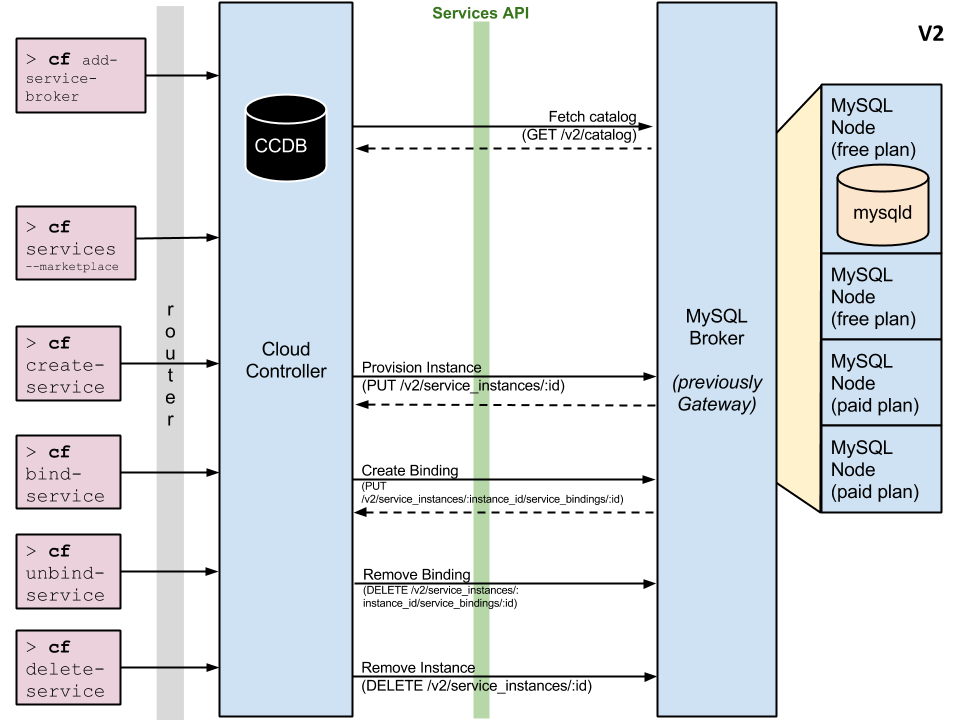 Services API
V2
> cf add-
service-
broker
CCDB
Fetch catalog
(GET /v2/catalog)
MySQL
Node
(free plan)
mysqld
> cf
services
--marketplace
MySQL
Node
(free plan)
router
Cloud
Controller
MySQL
Broker
(previously
Gateway)
> cf
create-
service
Provision Instance
(PUT /v2/service_instances/:id)
MySQL
Node
(paid plan)
> cf
bind-
service
Create Binding
(PUT
/v2/service_instances/:instance_id/service_bindings/:id)
MySQL
Node
(paid plan)
> cf
unbind-
service
Remove Binding
(DELETE /v2/service_instances/:
instance_id/service_bindings/:id)
> cf
delete-
service
Remove Instance
(DELETE /v2/service_instances/:id)